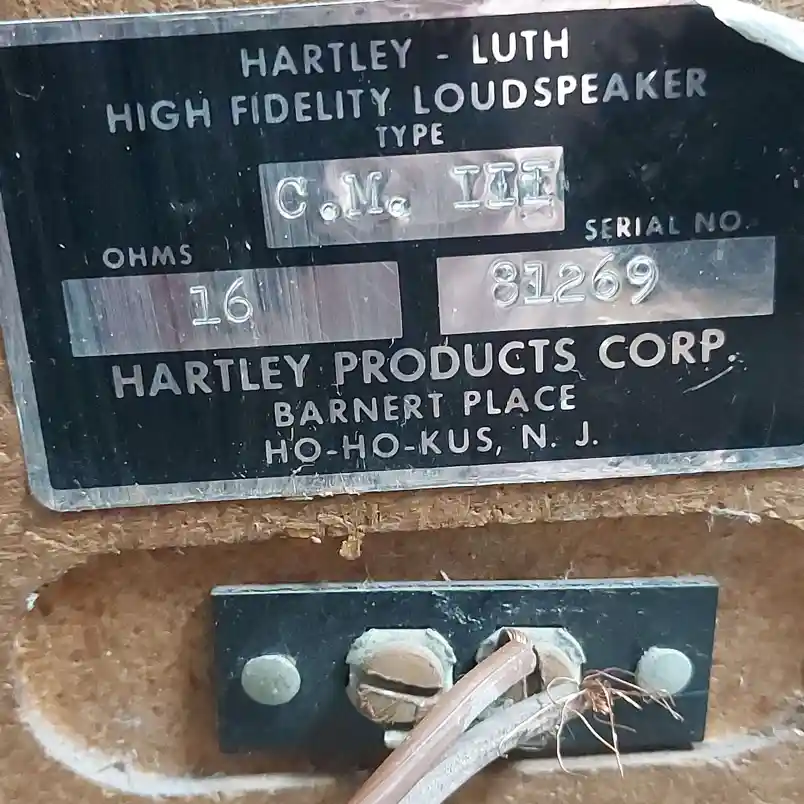 HARTLEY - LUTH
HIGH FIDELITY LOUDSPEAKER
TYPE
C.M. III
OHMS
SERIAL NO.
16
81269
HARTLEY PRODUCTS CORP.
BARNERT PLACE
HO-HO-KUS, N. J.